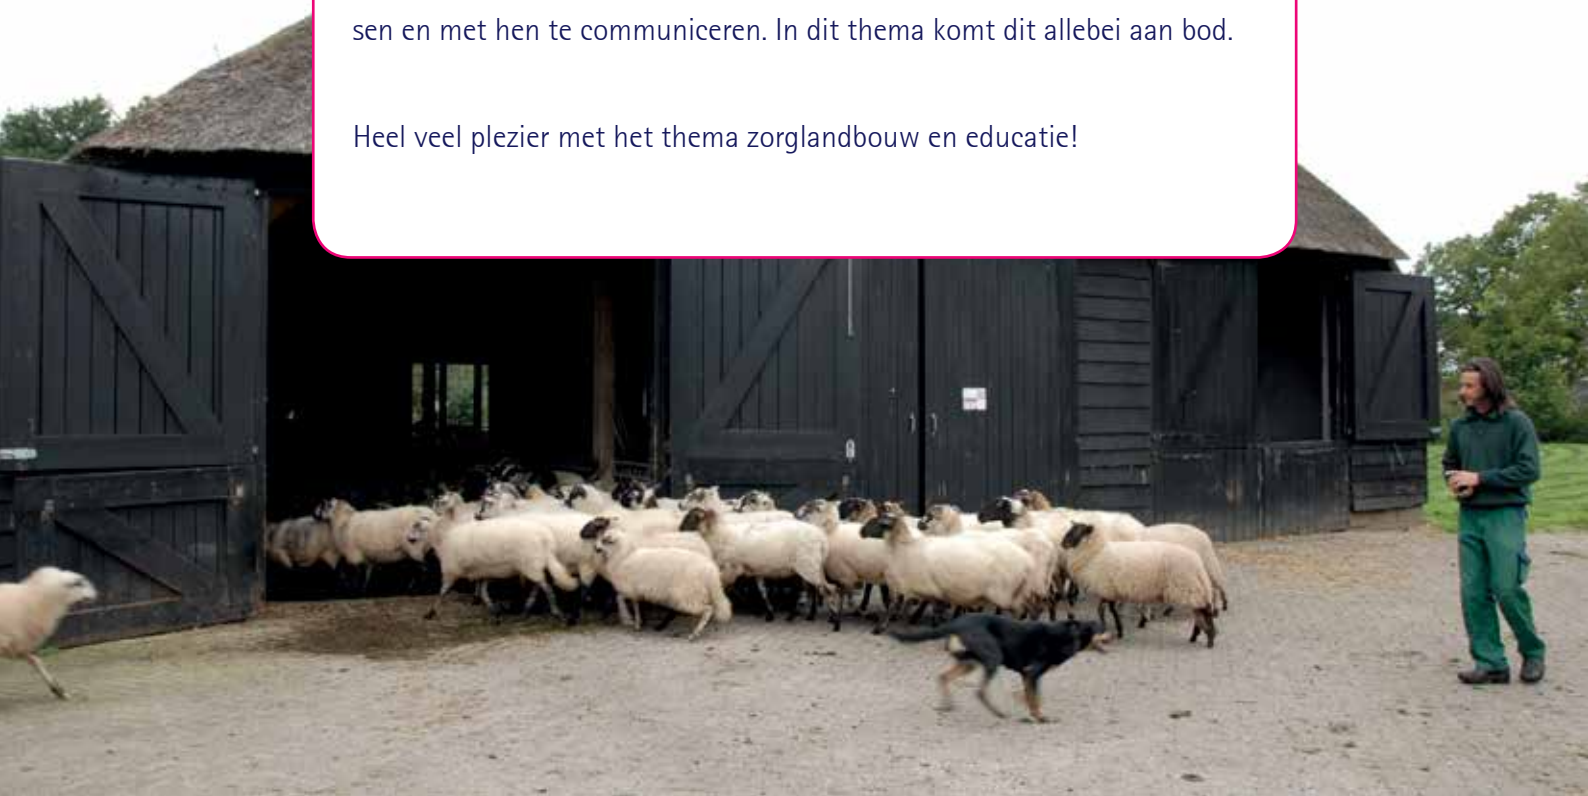 sen en met hen te communiceren. In dit thema komt dit allebei aan bod.
Heel veel plezier met het thema zorglandbouw en educatie!